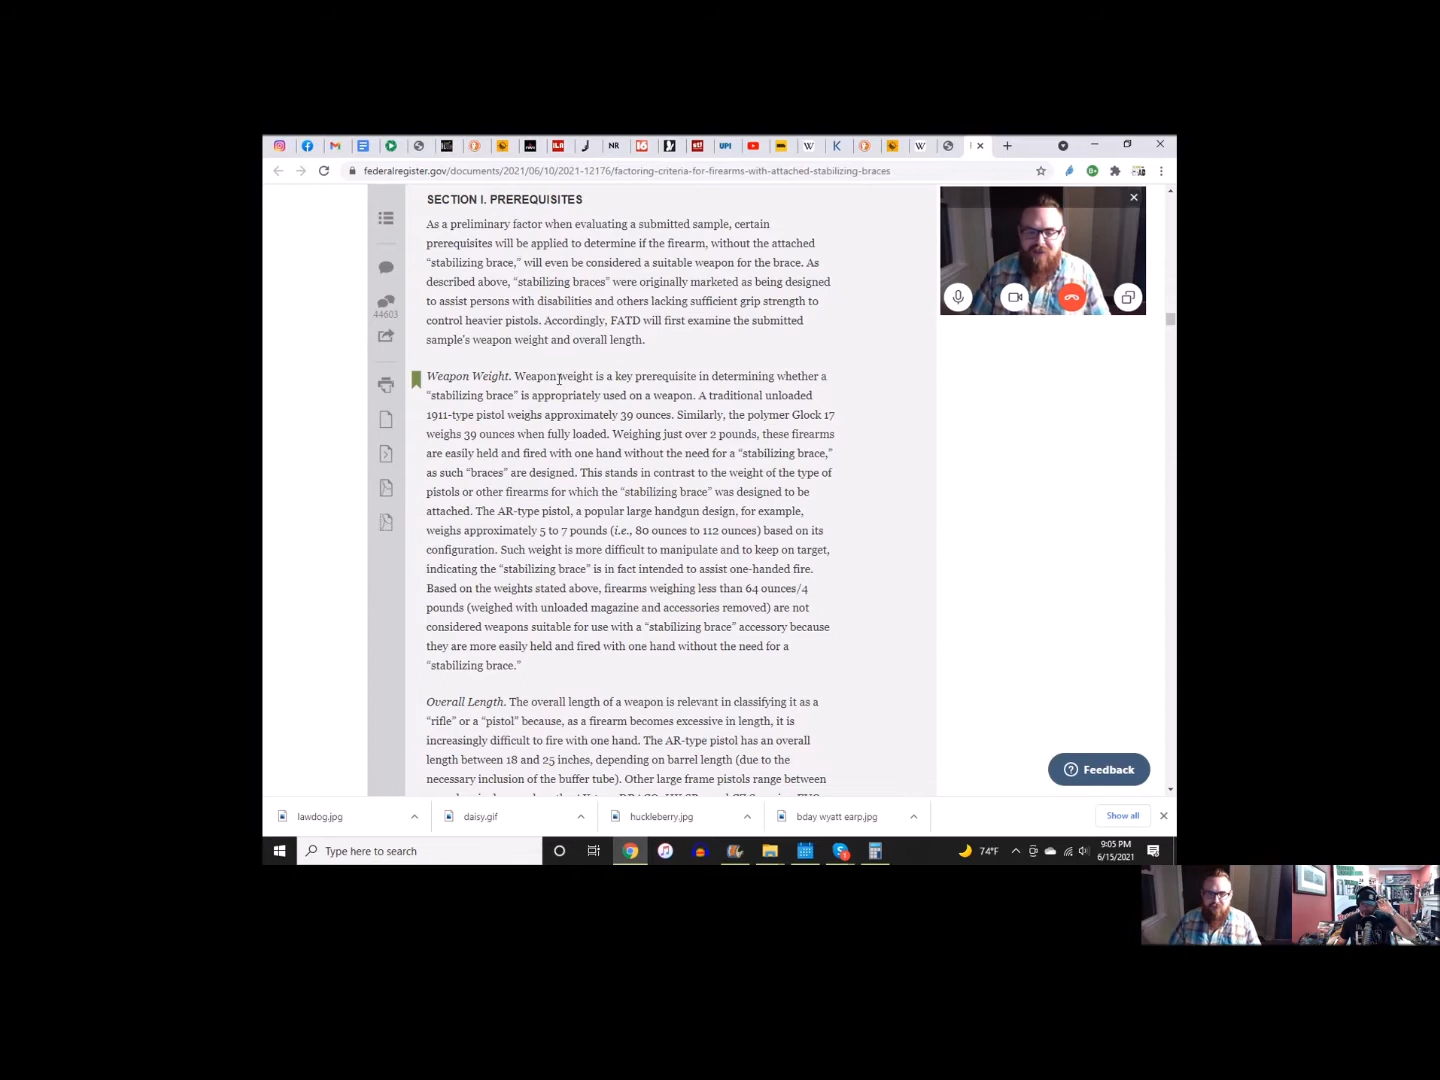 NR
16
UPI
W
K
W
federalregister.gov/documents/2021/06/10/2021-12176/factoring-criteria-for-firearms-with-attached-stabilizing-braces
SECTION I. PREREQUISITES
As a preliminary factor when evaluating a submitted sample, certain
prerequisites will be applied to determine if the firearm, without the attached
“stabilizing brace,” will even be considered a suitable weapon for the brace. As
described above, “stabilizing braces” were originally marketed as being designed
to assist persons with disabilities and others lacking sufficient grip strength to
control heavier pistols. Accordingly, FATD will first examine the submitted
sample's weapon weight and overall length.
44603
Weapon Weight. Weapon weight is a key prerequisite in determining whether a
“stabilizing brace” is appropriately used on a weapon. A traditional unloaded
1911-type pistol weighs approximately 39 ounces. Similarly, the polymer Glock 17
weighs 39 ounces when fully loaded. Weighing just over 2 pounds, these firearms
are easily held and fired with one hand without the need for a “stabilizing brace,”
as such “braces” are designed. This stands in contrast to the weight of the type of
pistols or other firearms for which the “stabilizing brace” was designed to be
attached. The AR-type pistol, a popular large handgun design, for example,
weighs approximately 5 to 7 pounds (i.e., 80 ounces to 112 ounces) based on its
configuration. Such weight is more difficult to manipulate and to keep on target,
indicating the “stabilizing brace” is in fact intended to assist one-handed fire.
Based on the weights stated above, firearms weighing less than 64 ounces/4
pounds (weighed with unloaded magazine and accessories removed) are not
considered weapons suitable for use with a “stabilizing brace” accessory because
they are more easily held and fired with one hand without the need for a
“stabilizing brace.”
Overall Length. The overall length of a weapon is relevant in classifying it as a
“rifle” or a “pistol” because, as a firearm becomes excessive in length, it is
increasingly difficult to fire with one hand. The AR-type pistol has an overall
length between 18 and 25 inches, depending on barrel length (due to the
necessary inclusion of the buffer tube). Other large frame pistols range between
Feedback
lawdog.jpg
daisy.gif
huckleberry.jpg
bday wyatt earp.jpg
Show all
Type here to search
74°F
9:05 PM
6/15/2021